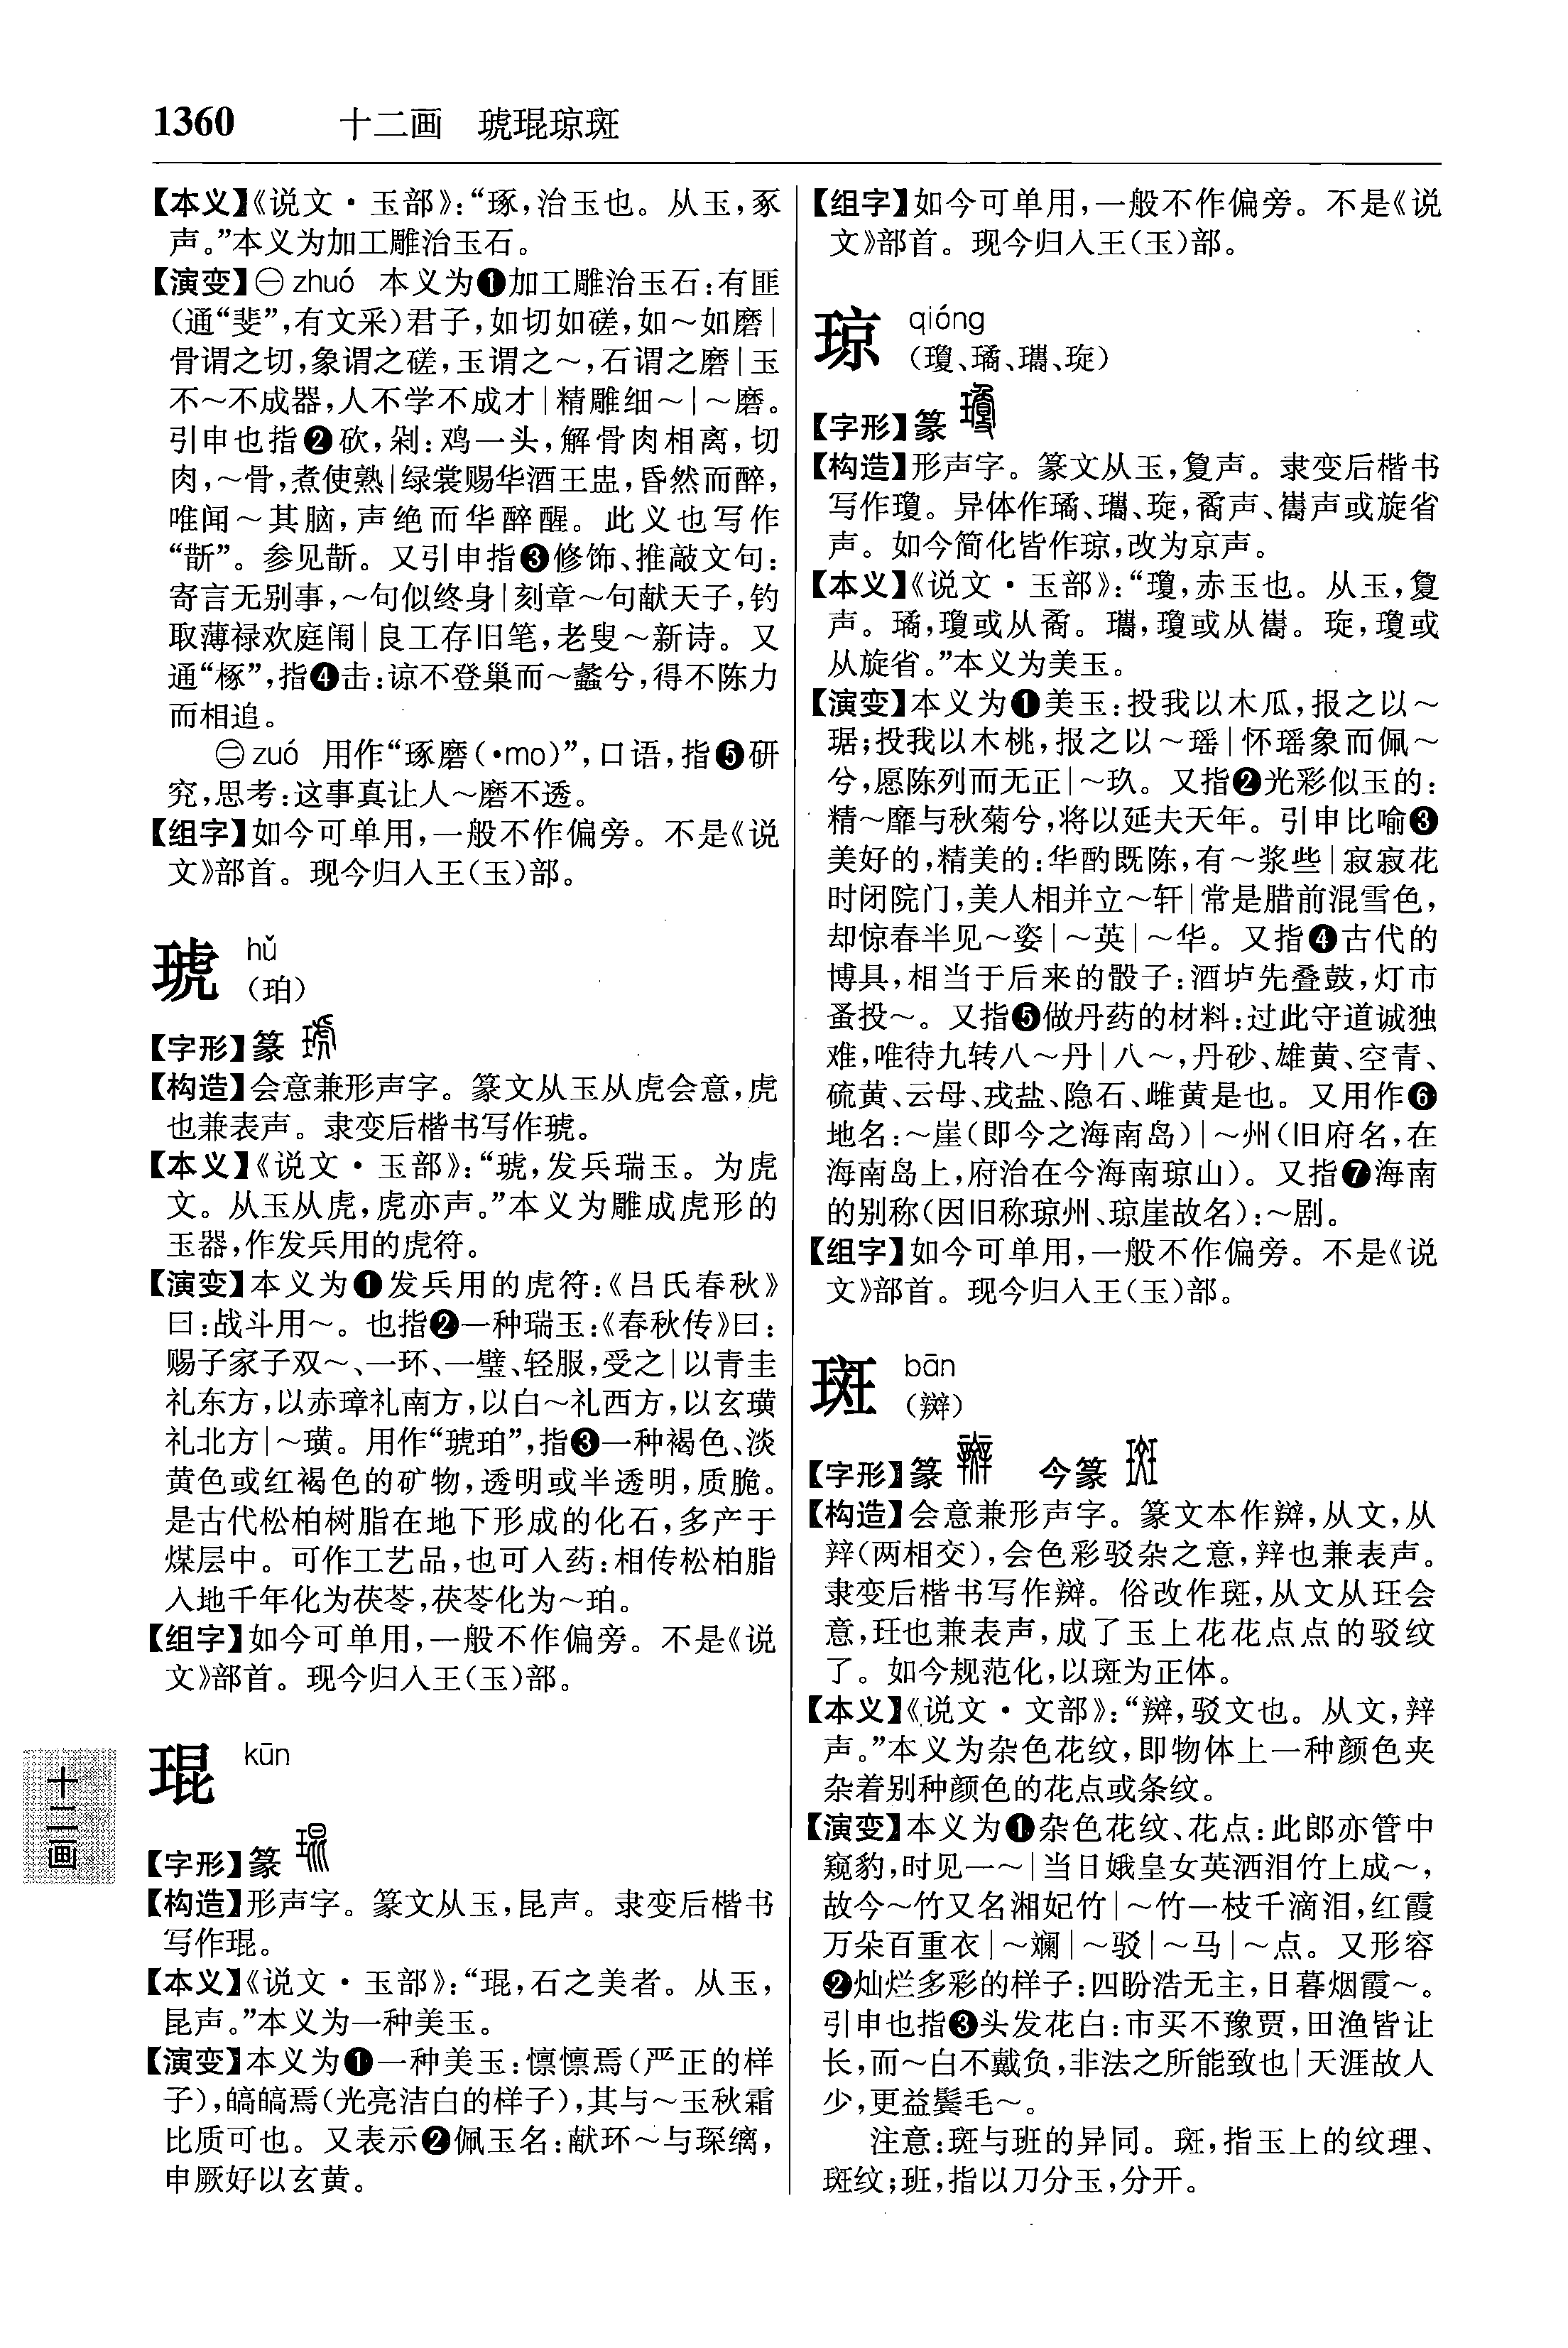 1360 十二画 琥琨琼斑
【本义】《说文·玉部》：“琢，治玉也。从玉，豖
声。”本义为加工雕治玉石。
【演变】㊀zhuó 本义为❶加工雕治玉石：有匪
（通“斐”，有文采）君子，如切如磋，如～如磨|
骨谓之切，象谓之磋，玉谓之～，石谓之磨|玉
不～不成器，人不学不成才|精雕细～|～磨。
引申也指❷砍，剁：鸡一头，解骨肉相离，切
肉，～骨，煮使熟|绿裳赐华酒王盅，昏然而醉，
唯闻～其脑，声绝而华醉醒。此义也写作
“斵”。参见斵。又引申指❸修饰、推敲文句：
寄言无别事，～句似终身|刻章～句献天子，钓
取薄禄欢庭闱|良工存旧笔，老叟～新诗。又
通“椓”，指❹击：谅不登巢而～蠡兮，得不陈力
而相追。
㊁zuó 用作“琢磨（·mo）”，口语，指❺研
究，思考：这事真让人～磨不透。
【组字】如今可单用，一般不作偏旁。不是《说
文》部首。现今归入王（玉）部。
琥 hǔ
（珀）
【字形】篆
【构造】会意兼形声字。篆文从玉从虎会意，虎
也兼表声。隶变后楷书写作琥。
【本义】《说文·玉部》：“琥，发兵瑞玉。为虎
文。从玉从虎，虎亦声。”本义为雕成虎形的
玉器，作发兵用的虎符。
【演变】本义为❶发兵用的虎符：《吕氏春秋》
曰：战斗用～。也指❷一种瑞玉：《春秋传》曰：
赐子家子双～、一环、一璧、轻服，受之|以青圭
礼东方，以赤璋礼南方，以白～礼西方，以玄璜
礼北方|～璜。用作“琥珀”，指❸一种褐色、淡
黄色或红褐色的矿物，透明或半透明，质脆。
是古代松柏树脂在地下形成的化石，多产于
煤层中。可作工艺品，也可入药：相传松柏脂
入地千年化为茯苓，茯苓化为～珀。
【组字】如今可单用，一般不作偏旁。不是《说
文》部首。现今归入王（玉）部。
琨 kūn
【字形】篆
【构造】形声字。篆文从玉，昆声。隶变后楷书
写作琨。
【本义】《说文·玉部》：“琨，石之美者。从玉，
昆声。”本义为一种美玉。
【演变】本义为❶一种美玉：懔懔焉（严正的样
子），皜皜焉（光亮洁白的样子），其与～玉秋霜
比质可也。又表示❷佩玉名：献环～与琛缡，
申厥好以玄黄。
十二画
【组字】如今可单用，一般不作偏旁。不是《说
文》部首。现今归入王（玉）部。
琼 qióng
（瓊、璚、瓗、琁）
【字形】篆
【构造】形声字。篆文从玉，敻声。隶变后楷书
写作瓊。异体作璚、瓗、琁，矞声、巂声或旋省
声。如今简化皆作琼，改为京声。
【本义】《说文·玉部》：“瓊，赤玉也。从玉，敻
声。璚，瓊或从矞。瓗，瓊或从巂。琁，瓊或
从旋省。”本义为美玉。
【演变】本义为❶美玉：投我以木瓜，报之以～
琚；投我以木桃，报之以～瑶|怀瑶象而佩～
兮，愿陈列而无正|～玖。又指❷光彩似玉的：
精～靡与秋菊兮，将以延夫天年。引申比喻❸
美好的，精美的：华酌既陈，有～浆些|寂寂花
时闭院门，美人相并立～轩|常是腊前混雪色，
却惊春半见～姿|～英|～华。又指❹古代的
博具，相当于后来的骰子：酒垆先叠鼓，灯市
蚤投～。又指❺做丹药的材料：过此守道诚独
难，唯待九转八～丹|八～，丹砂、雄黄、空青、
硫黄、云母、戎盐、隐石、雌黄是也。又用作❻
地名：～崖（即今之海南岛）|～州（旧府名，在
海南岛上，府治在今海南琼山）。又指❼海南
的别称（因旧称琼州、琼崖故名）：～剧。
【组字】如今可单用，一般不作偏旁。不是《说
文》部首。现今归入王（玉）部。
斑 bān
（辬）
【字形】篆 今篆
【构造】会意兼形声字。篆文本作辬，从文，从
辡（两相交），会色彩驳杂之意，辡也兼表声。
隶变后楷书写作辬。俗改作斑，从文从玨会
意，玨也兼表声，成了玉上花花点点的驳纹
了。如今规范化，以斑为正体。
【本义】《说文·文部》：“辬，驳文也。从文，辡
声。”本义为杂色花纹，即物体上一种颜色夹
杂着别种颜色的花点或条纹。
【演变】本义为❶杂色花纹、花点：此郎亦管中
窥豹，时见一～|当日娥皇女英洒泪竹上成～，
故今～竹又名湘妃竹|～竹一枝千滴泪，红霞
万朵百重衣|～斓|～驳|～马|～点。又形容
❷灿烂多彩的样子：四盼浩无主，日暮烟霞～。
引申也指❸头发花白：市买不豫贾，田渔皆让
长，而～白不戴负，非法之所能致也|天涯故人
少，更益鬓毛～。
注意：斑与班的异同。斑，指玉上的纹理、
斑纹；班，指以刀分玉，分开。